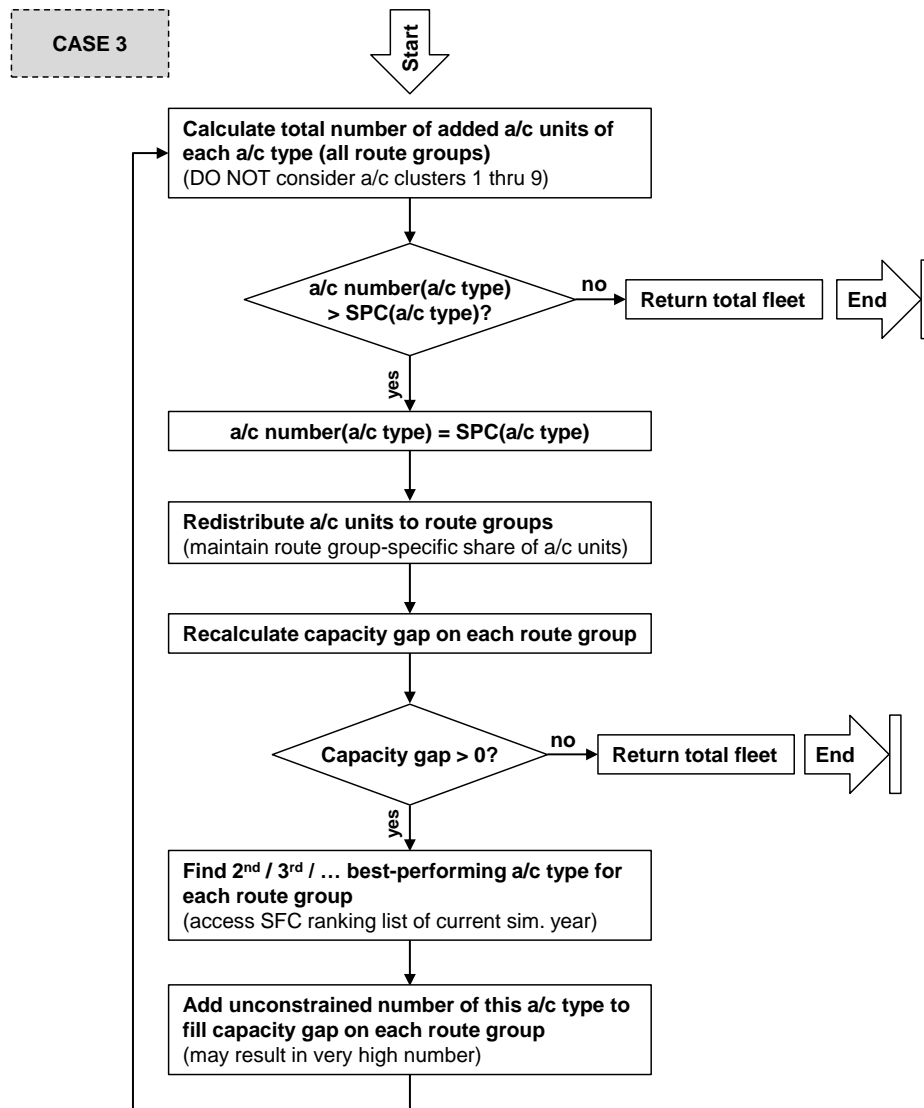 CASE 3
Start
Calculate total number of added a/c units of
each a/c type (all route groups)
(DO NOT consider a/c clusters 1 thru 9)
a/c number(a/c type)
> SPC(a/c type)?
no
Return total fleet
End
yes
a/c number(a/c type) = SPC(a/c type)
Redistribute a/c units to route groups
(maintain route group-specific share of a/c units)
Recalculate capacity gap on each route group
Capacity gap > 0?
no
Return total fleet
End
yes
Find 2nd / 3rd / … best-performing a/c type for
each route group
(access SFC ranking list of current sim. year)
Add unconstrained number of this a/c type to
fill capacity gap on each route group
(may result in very high number)